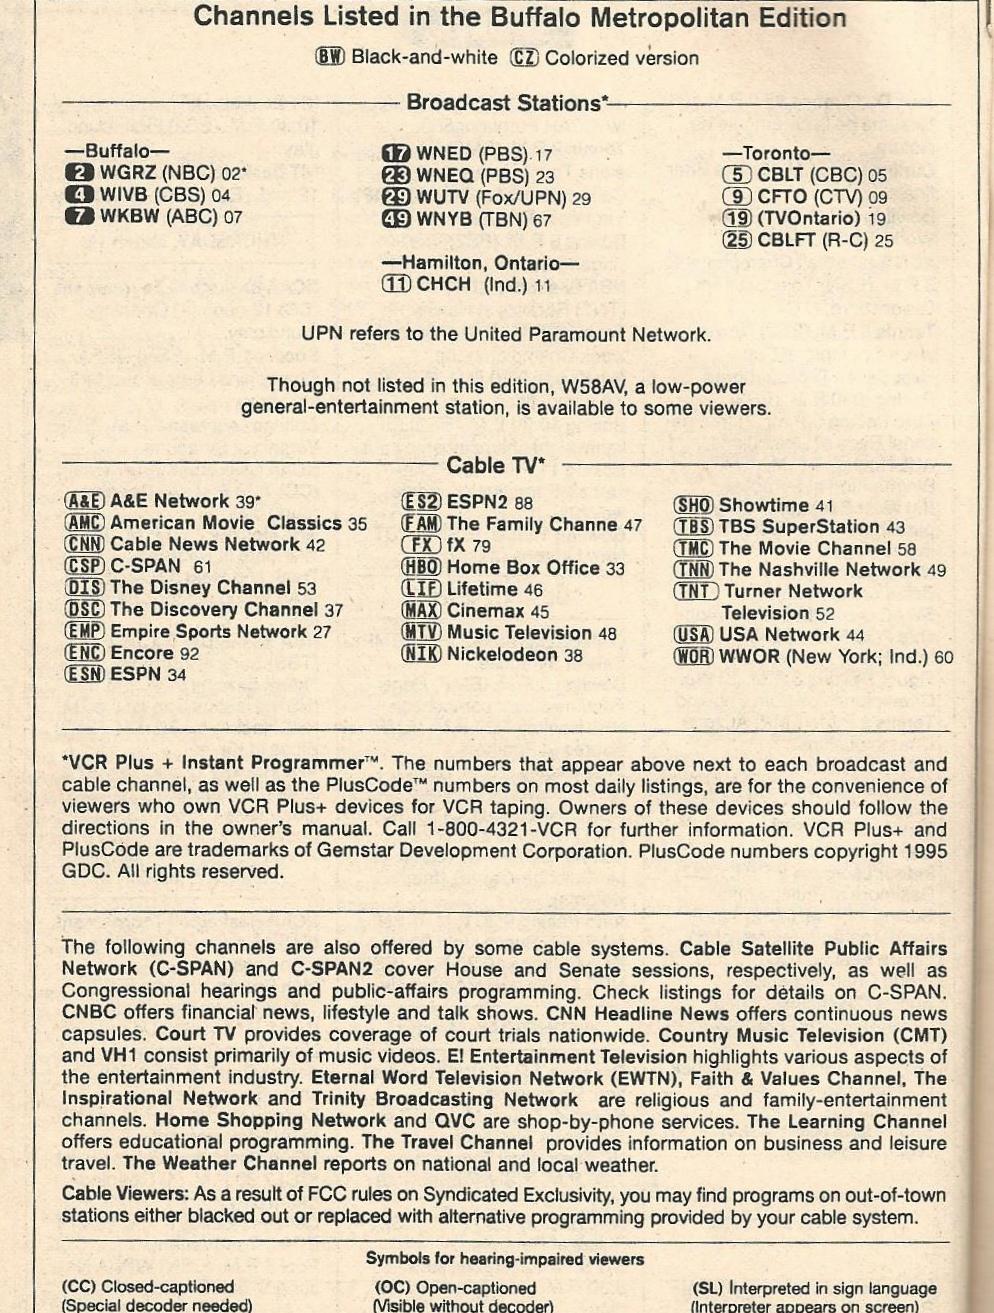 Channels Listed in the Buffalo Metropolitan Edition
BW Black-and-white CZ Colorized version
Broadcast Stations*
—Buffalo—
2 WGRZ (NBC) 02*
4 WIVB (CBS) 04
7 WKBW (ABC) 07
17 WNED (PBS) 17
23 WNEQ (PBS) 23
29 WUTV (Fox/UPN) 29
49 WNYB (TBN) 67
—Hamilton, Ontario—
11 CHCH (Ind.) 11
—Toronto—
5 CBLT (CBC) 05
9 CFTO (CTV) 09
19 (TVOntario) 19
25 CBLFT (R-C) 25
UPN refers to the United Paramount Network.
Though not listed in this edition, W58AV, a low-power
general-entertainment station, is available to some viewers.
Cable TV*
A&E A&E Network 39*
AMC American Movie Classics 35
CNN Cable News Network 42
CSP C-SPAN 61
DIS The Disney Channel 53
DSC The Discovery Channel 37
EMP Empire Sports Network 27
ENC Encore 92
ESN ESPN 34
ES2 ESPN2 88
FAM The Family Channe 47
FX fX 79
HBO Home Box Office 33
LIF Lifetime 46
MAX Cinemax 45
MTV Music Television 48
NIK Nickelodeon 38
SHO Showtime 41
TBS TBS SuperStation 43
TMC The Movie Channel 58
TNN The Nashville Network 49
TNT Turner Network
Television 52
USA USA Network 44
WOR WWOR (New York; Ind.) 60
*VCR Plus + Instant Programmer™. The numbers that appear above next to each broadcast and
cable channel, as well as the PlusCode™ numbers on most daily listings, are for the convenience of
viewers who own VCR Plus+ devices for VCR taping. Owners of these devices should follow the
directions in the owner's manual. Call 1-800-4321-VCR for further information. VCR Plus+ and
PlusCode are trademarks of Gemstar Development Corporation. PlusCode numbers copyright 1995
GDC. All rights reserved.
The following channels are also offered by some cable systems. Cable Satellite Public Affairs
Network (C-SPAN) and C-SPAN2 cover House and Senate sessions, respectively, as well as
Congressional hearings and public-affairs programming. Check listings for details on C-SPAN.
CNBC offers financial news, lifestyle and talk shows. CNN Headline News offers continuous news
capsules. Court TV provides coverage of court trials nationwide. Country Music Television (CMT)
and VH1 consist primarily of music videos. E! Entertainment Television highlights various aspects of
the entertainment industry. Eternal Word Television Network (EWTN), Faith & Values Channel, The
Inspirational Network and Trinity Broadcasting Network are religious and family-entertainment
channels. Home Shopping Network and QVC are shop-by-phone services. The Learning Channel
offers educational programming. The Travel Channel provides information on business and leisure
travel. The Weather Channel reports on national and local weather.
Cable Viewers: As a result of FCC rules on Syndicated Exclusivity, you may find programs on out-of-town
stations either blacked out or replaced with alternative programming provided by your cable system.
Symbols for hearing-impaired viewers
(CC) Closed-captioned
(Special decoder needed)
(OC) Open-captioned
(Visible without decoder)
(SL) Interpreted in sign language
(Interpreter appears on screen)